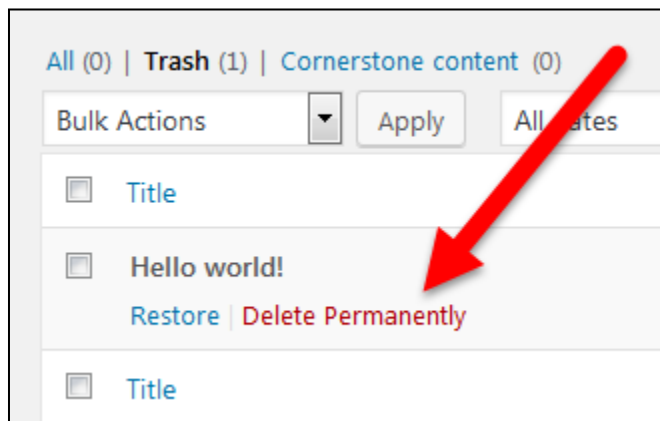 All (0) | Trash (1) | Cornerstone content (0)
Bulk Actions Apply All
Title
Hello world!
Restore | Delete Permanently
Title